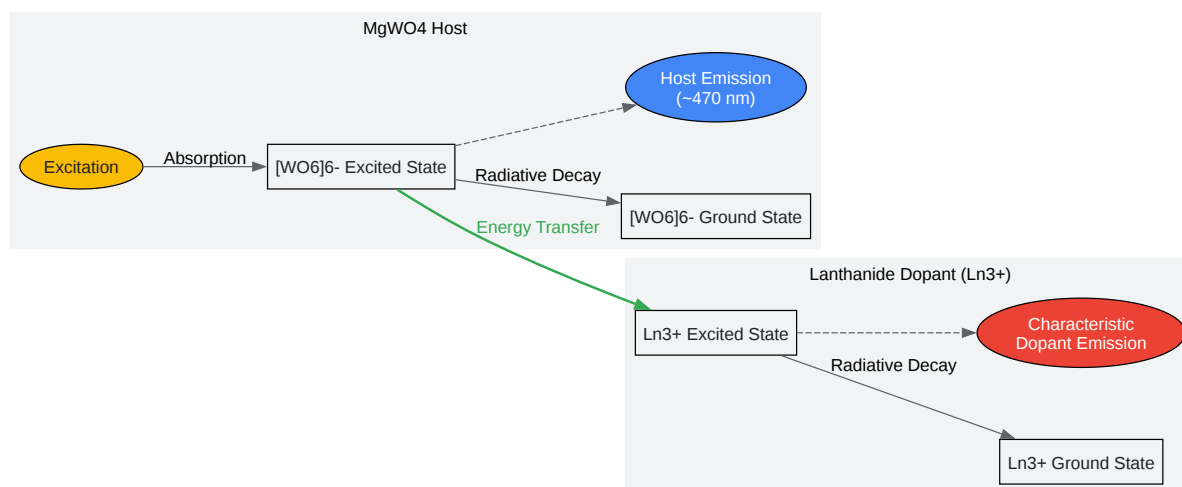 MgWO4 Host
Host Emission
(~470 nm)
Excitation
Absorption
[WO6]6- Excited State
Radiative Decay
[WO6]6- Ground State
Energy Transfer
Lanthanide Dopant (Ln3+)
Ln3+ Excited State
Characteristic
Dopant Emission
Radiative Decay
Ln3+ Ground State